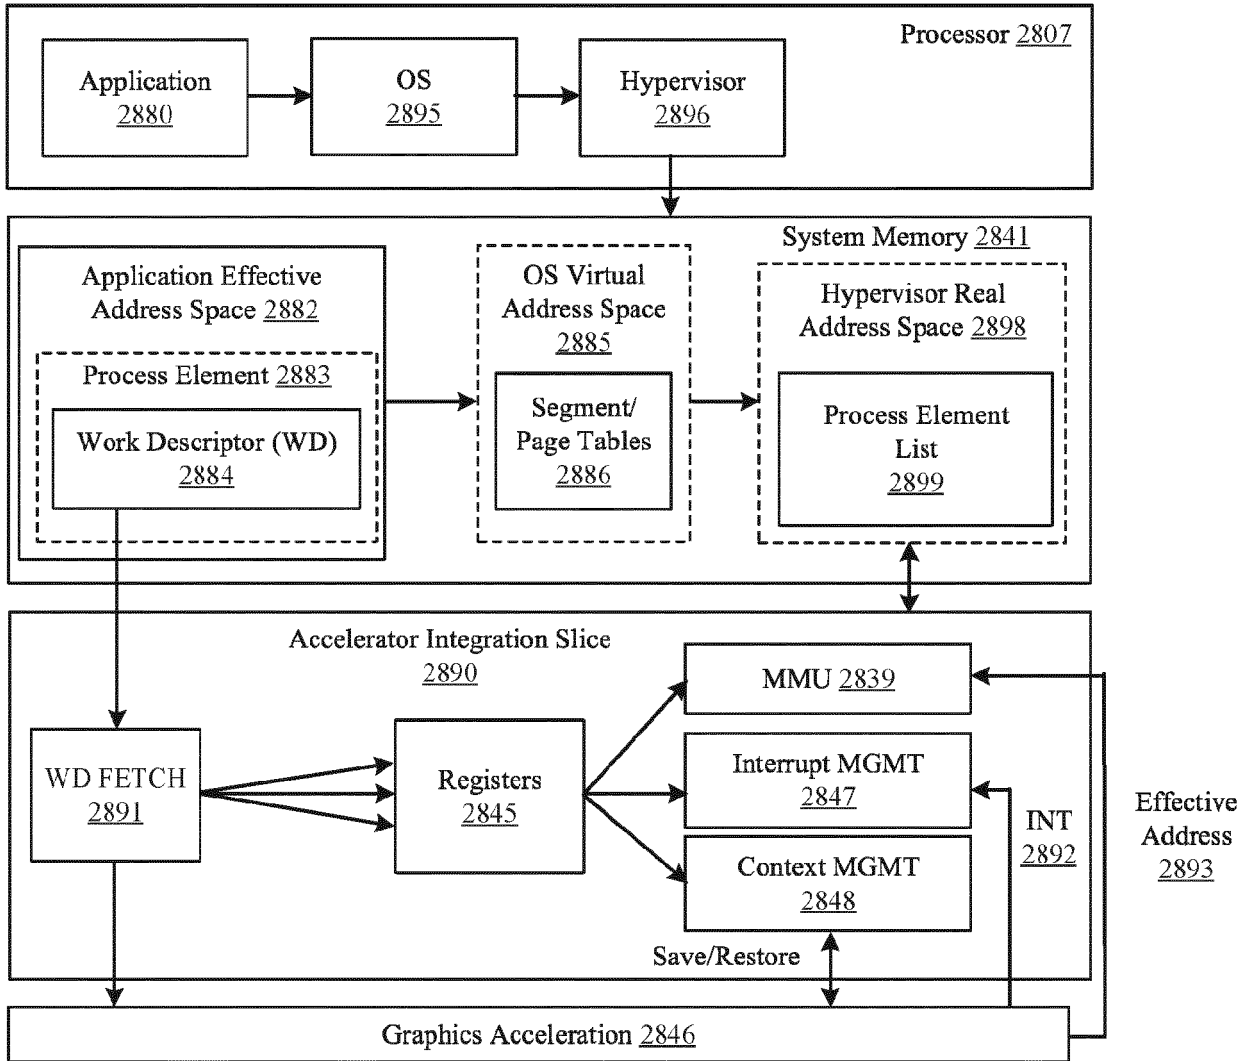 Processor 2807
Application
2880
OS
2895
Hypervisor
2896
System Memory 2841
Application Effective
Address Space 2882
Process Element 2883
Work Descriptor (WD)
2884
OS Virtual
Address Space
2885
Segment/
Page Tables
2886
Hypervisor Real
Address Space 2898
Process Element
List
2899
Accelerator Integration Slice
2890
WD FETCH
2891
Registers
2845
MMU 2839
Interrupt MGMT
2847
Context MGMT
2848
INT
2892
Effective
Address
2893
Save/Restore
Graphics Acceleration 2846